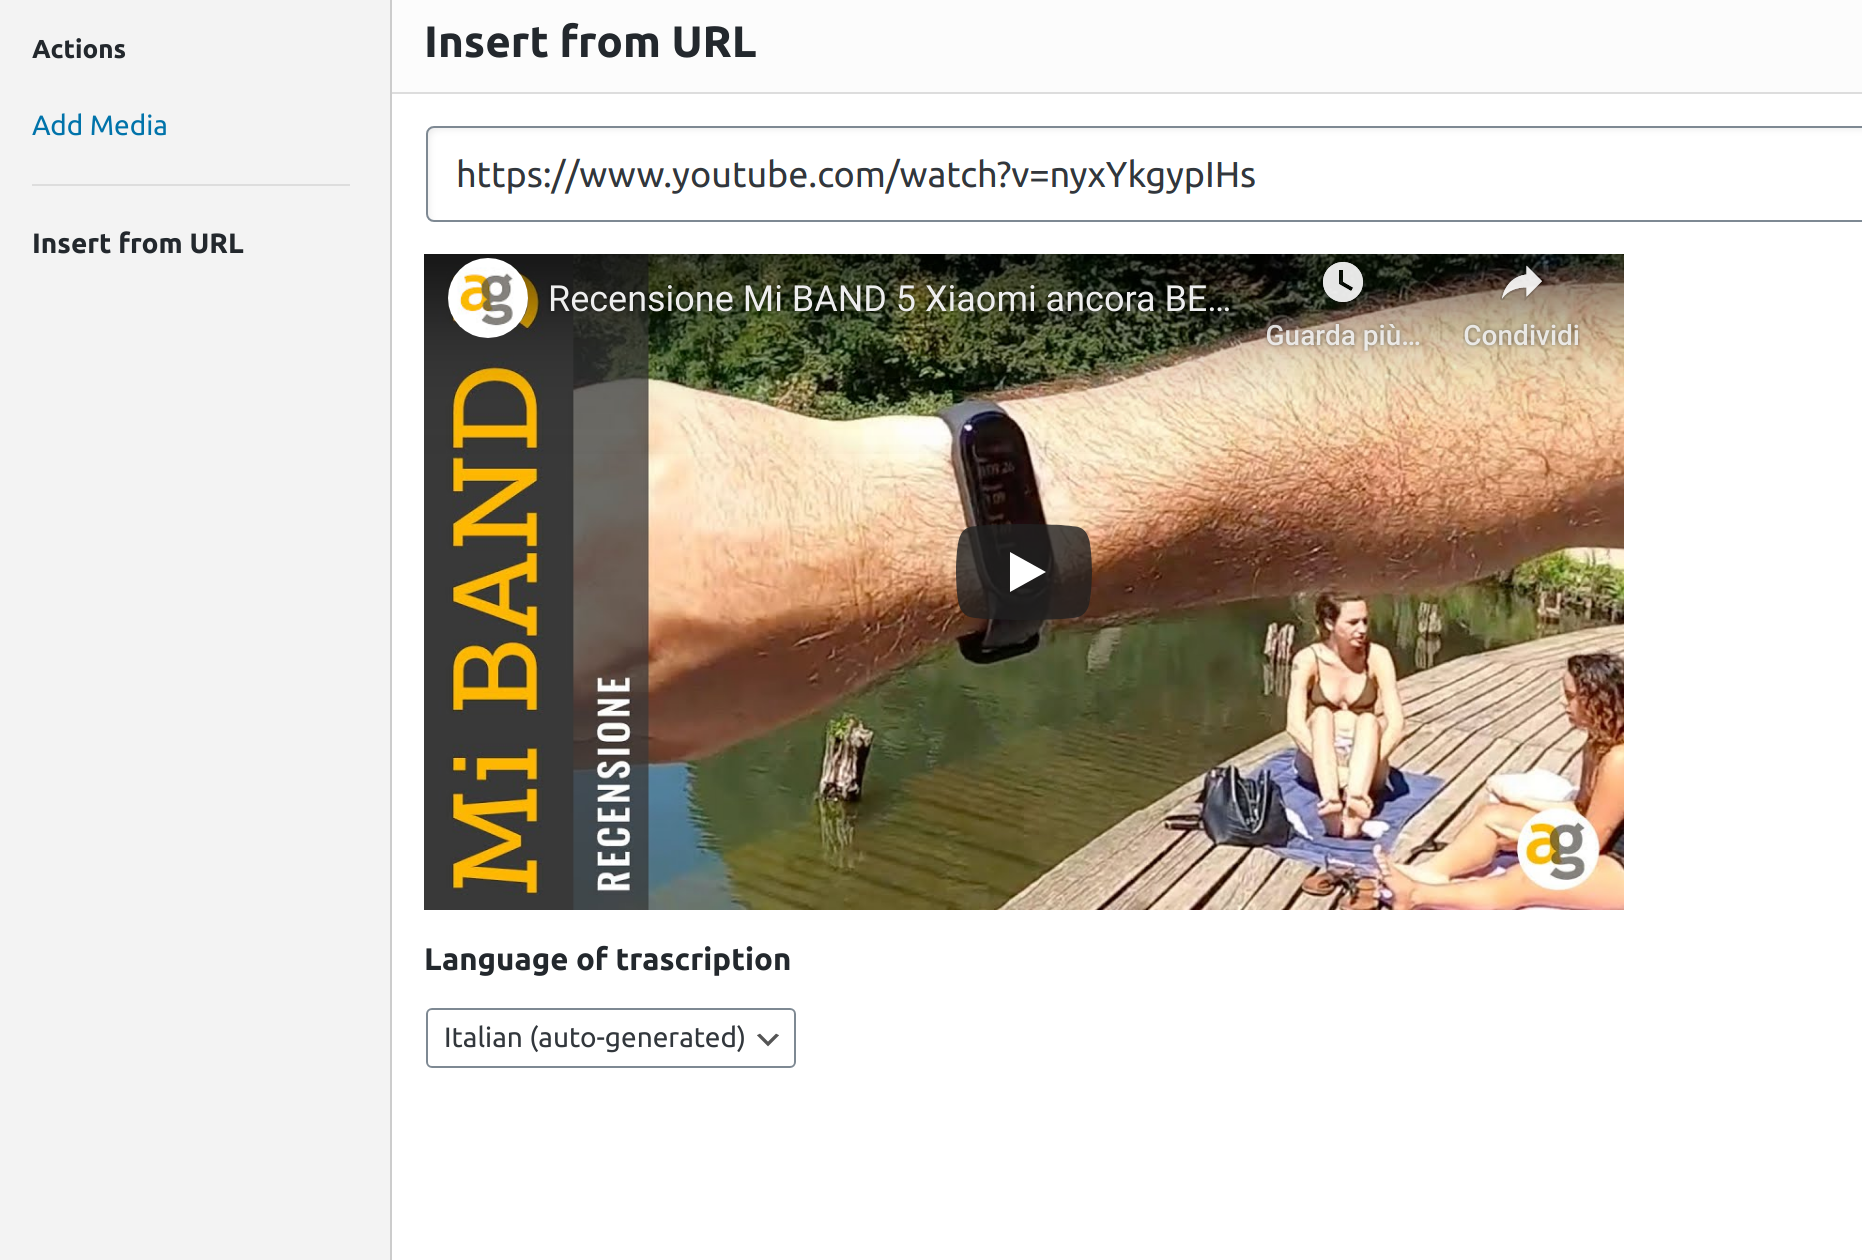 Actions
Add Media
Insert from URL
Insert from URL
https://www.youtube.com/watch?v=nyxYkgypIHs
ag
Recensione Mi BAND 5 Xiaomi ancora BE...
Guarda più...
Condividi
Mi BAND
RECENSIONE
ag
Language of trascription
Italian (auto-generated)